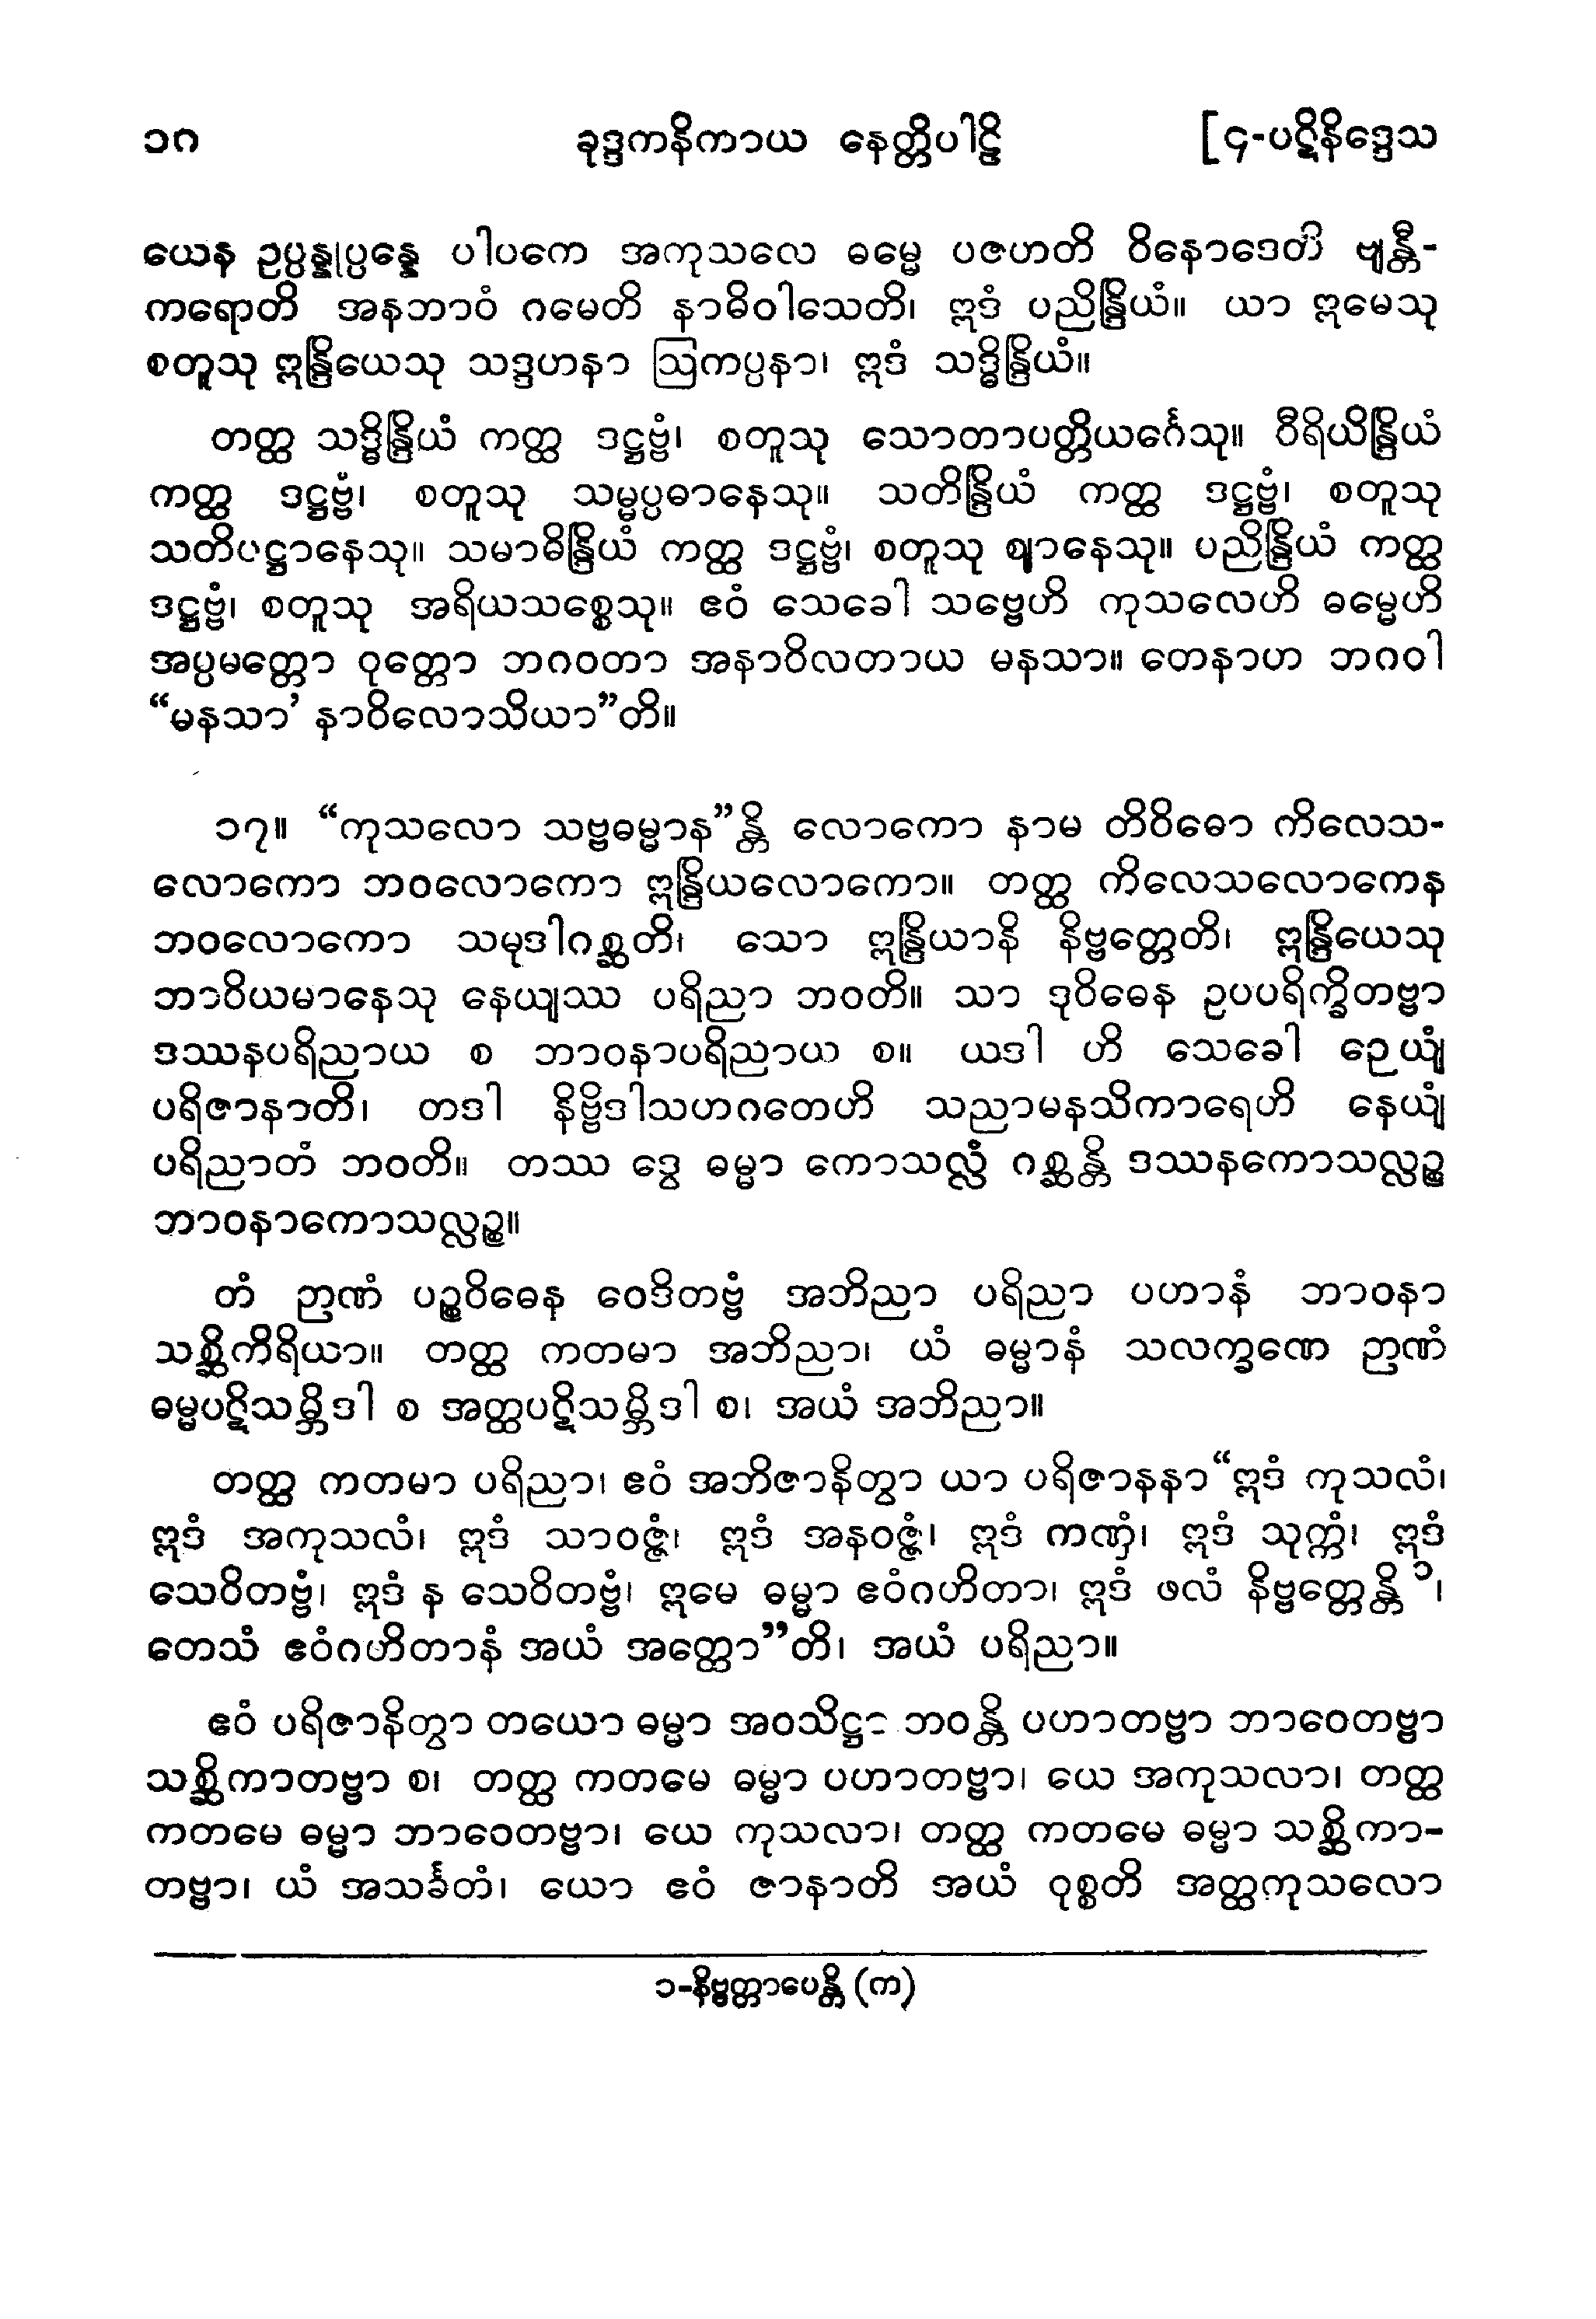 ၁၈ ခုဒ္ဒကနိကာယ နေတ္တိပါဠိ [၄-ပဋိနိဒ္ဒေသ
ယေန ဥပ္ပန္နုပ္ပန္နေ ပါပကေ အကုသလေ ဓမ္မေ ပဇဟတိ ဝိနောဒေတိ ဗျန္တီ-
ကရောတိ အနဘာဝံ ဂမေတိ နာဓိဝါသေတိ၊ ဣဒံ ပညိန္ဒြိယံ။ ယာ ဣမေသု
စတူသု ဣန္ဒြိယေသု သဒ္ဒဟနာ ဩကပ္ပနာ၊ ဣဒံ သဒ္ဓိန္ဒြိယံ။
တတ္ထ သဒ္ဓိန္ဒြိယံ ကတ္ထ ဒဋ္ဌဗ္ဗံ၊ စတူသု သောတာပတ္တိယင်္ဂေသု။ ဝီရိယိန္ဒြိယံ
ကတ္ထ ဒဋ္ဌဗ္ဗံ၊ စတူသု သမ္မပ္ပဓာနေသု။ သတိန္ဒြိယံ ကတ္ထ ဒဋ္ဌဗ္ဗံ၊ စတူသု
သတိပဋ္ဌာနေသု။ သမာဓိန္ဒြိယံ ကတ္ထ ဒဋ္ဌဗ္ဗံ၊ စတူသု ဈာနေသု။ ပညိန္ဒြိယံ ကတ္ထ
ဒဋ္ဌဗ္ဗံ၊ စတူသု အရိယသစ္စေသု။ ဧဝံ သေခေါ သဗ္ဗေဟိ ကုသလေဟိ ဓမ္မေဟိ
အပ္ပမတ္တော ဝုတ္တော ဘဂဝတာ အနာဝိလတာယ မနသာ။ တေနာဟ ဘဂဝါ
“မနသာ’ နာဝိလောသိယာ”တိ။
၁၇။ “ကုသလော သဗ္ဗဓမ္မာန”န္တိ လောကော နာမ တိဝိဓော ကိလေသ-
လောကော ဘဝလောကော ဣန္ဒြိယလောကော။ တတ္ထ ကိလေသလောကေန
ဘဝလောကော သမုဒါဂစ္ဆတိ၊ သော ဣန္ဒြိယာနိ နိဗ္ဗတ္တေတိ၊ ဣန္ဒြိယေသု
ဘာဝိယမာနေသု နေယျဿ ပရိညာ ဘဝတိ။ သာ ဒုဝိဓေန ဥပပရိက္ခိတဗ္ဗာ
ဒဿနပရိညာယ စ ဘာဝနာပရိညာယ စ။ ယဒါ ဟိ သေခေါ ဉေယျံ
ပရိဇာနာတိ၊ တဒါ နိဗ္ဗိဒါသဟဂတေဟိ သညာမနသိကာရေဟိ နေယျံ
ပရိညာတံ ဘဝတိ။ တဿ ဒွေ ဓမ္မာ ကောသလ္လံ ဂစ္ဆန္တိ ဒဿနကောသလ္လဉ္စ
ဘာဝနာကောသလ္လဉ္စ။
တံ ဉာဏံ ပဉ္စဝိဓေန ဝေဒိတဗ္ဗံ အဘိညာ ပရိညာ ပဟာနံ ဘာဝနာ
သစ္ဆိကိရိယာ။ တတ္ထ ကတမာ အဘိညာ၊ ယံ ဓမ္မာနံ သလက္ခဏေ ဉာဏံ
ဓမ္မပဋိသမ္ဘိဒါ စ အတ္ထပဋိသမ္ဘိဒါ စ၊ အယံ အဘိညာ။
တတ္ထ ကတမာ ပရိညာ၊ ဧဝံ အဘိဇာနိတွာ ယာ ပရိဇာနနာ“ဣဒံ ကုသလံ၊
ဣဒံ အကုသလံ၊ ဣဒံ သာဝဇ္ဇံ၊ ဣဒံ အနဝဇ္ဇံ၊ ဣဒံ ကဏှံ၊ ဣဒံ သုက္ကံ၊ ဣဒံ
သေဝိတဗ္ဗံ၊ ဣဒံ န သေဝိတဗ္ဗံ၊ ဣမေ ဓမ္မာ ဧဝံဂဟိတာ၊ ဣဒံ ဖလံ နိဗ္ဗတ္တေန္တိ ၁၊
တေသံ ဧဝံဂဟိတာနံ အယံ အတ္ထော”တိ၊ အယံ ပရိညာ။
ဧဝံ ပရိဇာနိတွာ တယော ဓမ္မာ အဝသိဋ္ဌာ ဘဝန္တိ ပဟာတဗ္ဗာ ဘာဝေတဗ္ဗာ
သစ္ဆိကာတဗ္ဗာ စ၊ တတ္ထ ကတမေ ဓမ္မာ ပဟာတဗ္ဗာ၊ ယေ အကုသလာ၊ တတ္ထ
ကတမေ ဓမ္မာ ဘာဝေတဗ္ဗာ၊ ယေ ကုသလာ၊ တတ္ထ ကတမေ ဓမ္မာ သစ္ဆိကာ-
တဗ္ဗာ၊ ယံ အသင်္ခတံ၊ ယော ဧဝံ ဇာနာတိ အယံ ဝုစ္စတိ အတ္ထကုသလော
၁-နိဗ္ဗတ္တာပေန္တိ (က)